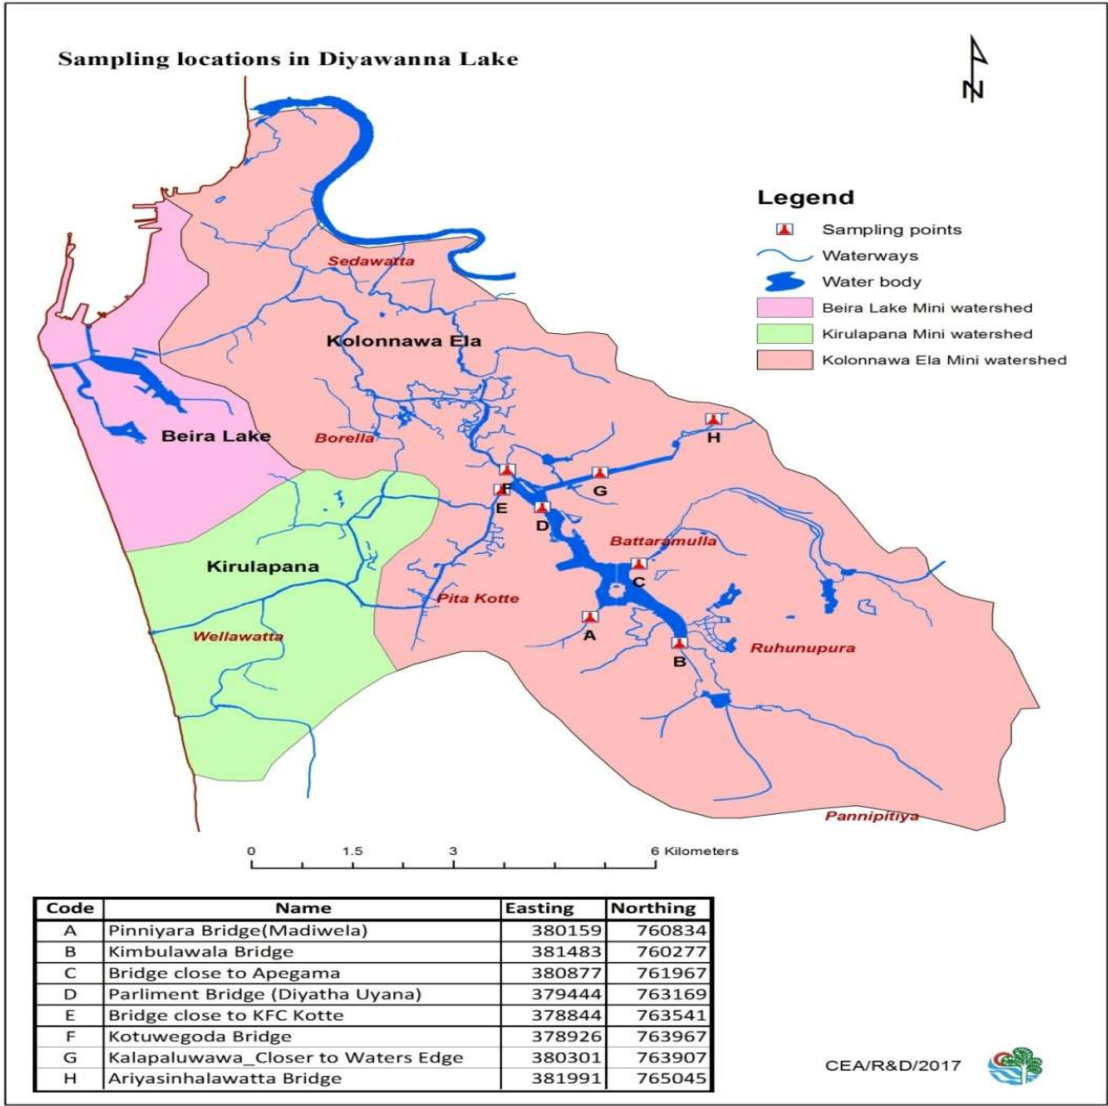 Sampling locations in Diyawanna Lake
N
Legend
Sampling points
Waterways
Water body
Beira Lake Mini watershed
Kirulapana Mini watershed
Kolonnawa Ela Mini watershed
Sedawatta
Kolonnawa Ela
Beira Lake
Borella
H
F
G
E
D
Battaramulla
Kirulapana
C
Pita Kotte
Wellawatta
A
B
Ruhunupura
Pannipitiya
0 1.5 3 6 Kilometers
Code Name Easting Northing
A Pinniyara Bridge(Madiwela) 380159 760834
B Kimbulawala Bridge 381483 760277
C Bridge close to Apegama 380877 761967
D Parliment Bridge (Diyatha Uyana) 379444 763169
E Bridge close to KFC Kotte 378844 763541
F Kotuwegoda Bridge 378926 763967
G Kalapaluwawa_Closer to Waters Edge 380301 763907
H Ariyasinhalawatta Bridge 381991 765045
CEA/R&D/2017